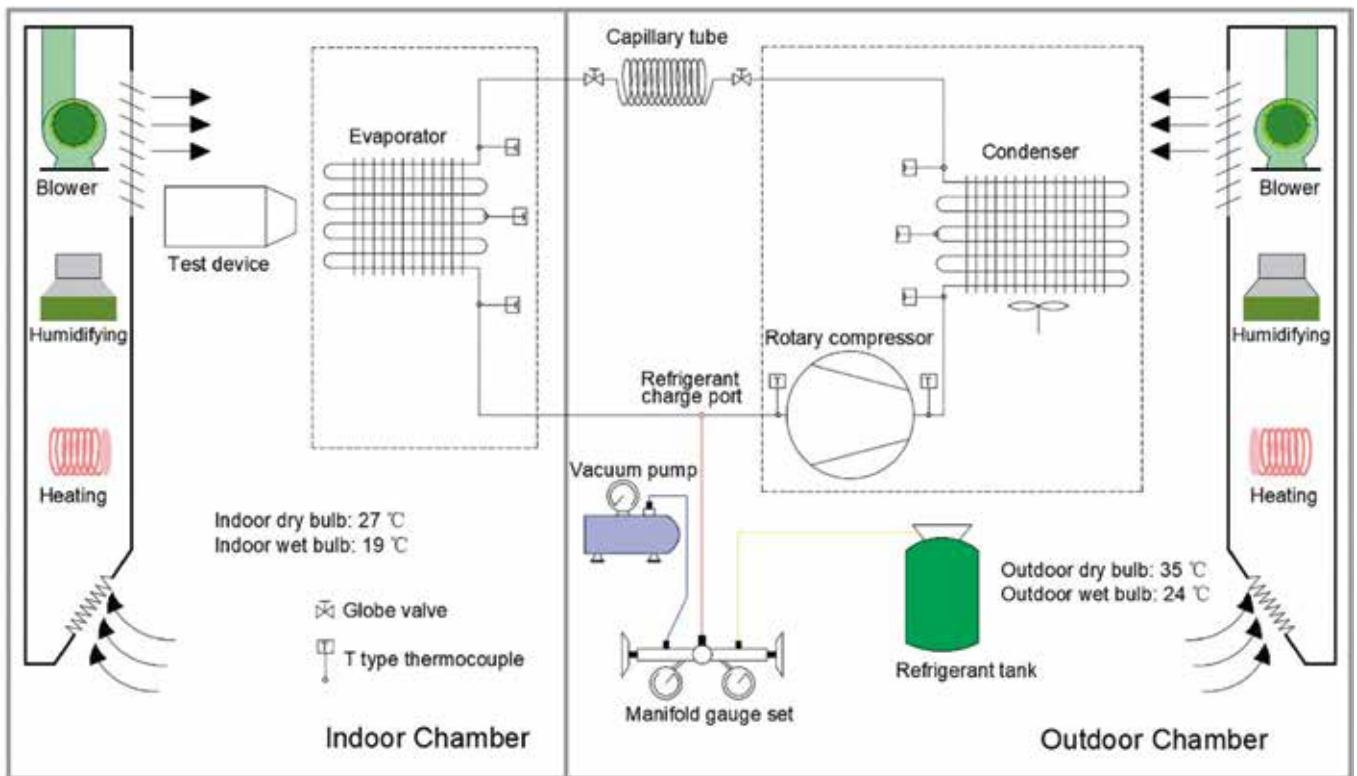 Capillary tube
Evaporator
Condenser
Blower
Blower
Test device
Humidifying
Humidifying
Rotary compressor
T
T
Refrigerant
charge port
Heating
Heating
Vacuum pump
Indoor dry bulb: 27 ℃
Indoor wet bulb: 19 ℃
Outdoor dry bulb: 35 ℃
Outdoor wet bulb: 24 ℃
Globe valve
T
T type thermocouple
Refrigerant tank
Manifold gauge set
Indoor Chamber
Outdoor Chamber